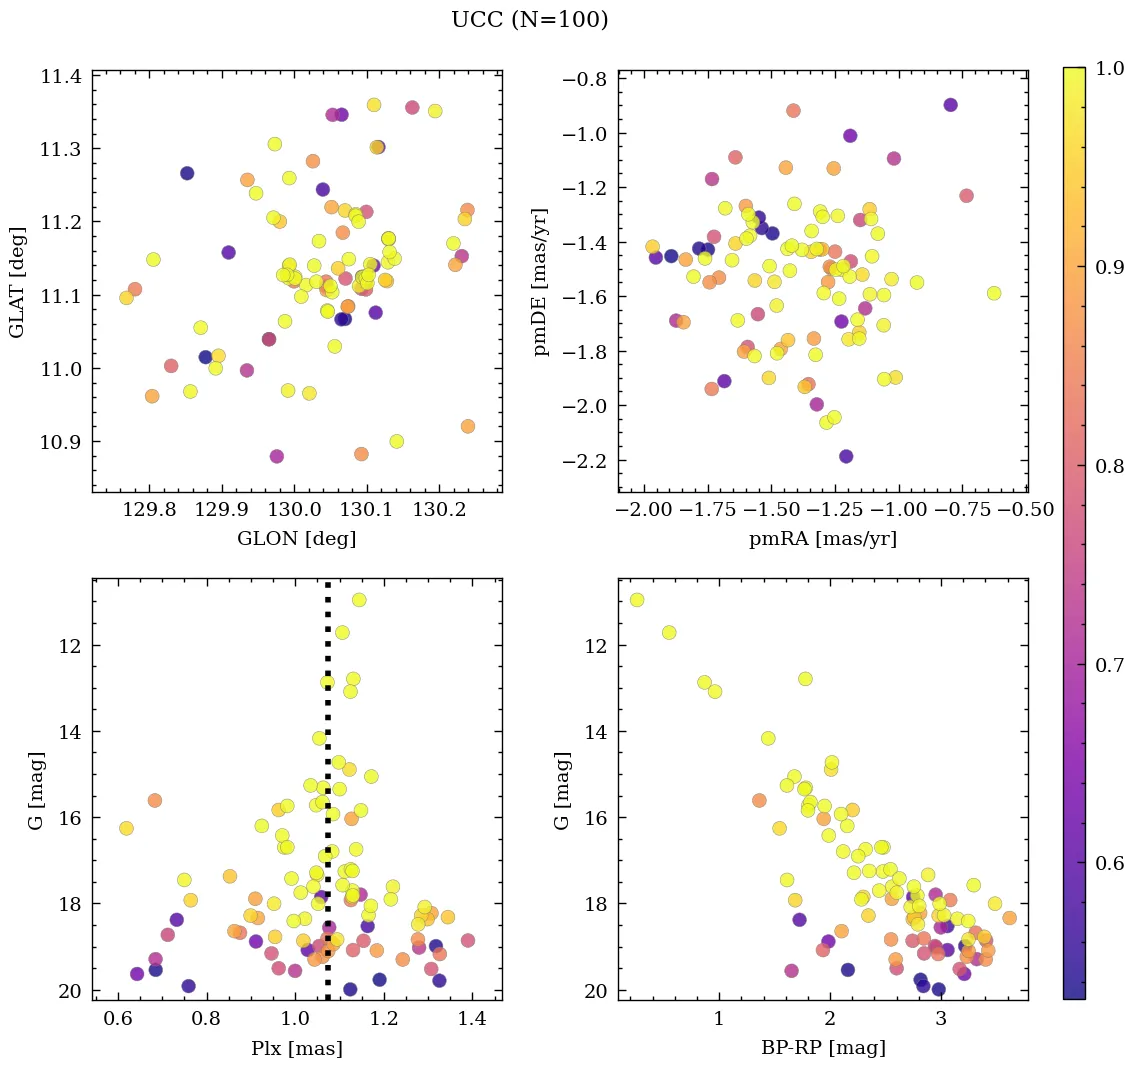 UCC (N=100)
11.4
11.3
11.2
11.1
11.0
10.9
GLAT [deg]
129.8 129.9 130.0 130.1 130.2
GLON [deg]
−0.8
−1.0
−1.2
−1.4
−1.6
−1.8
−2.0
−2.2
pmDE [mas/yr]
−2.00 −1.75 −1.50 −1.25 −1.00 −0.75 −0.50
pmRA [mas/yr]
1.0
0.9
0.8
0.7
0.6
12
14
16
18
20
G [mag]
0.6 0.8 1.0 1.2 1.4
Plx [mas]
12
14
16
18
20
G [mag]
1 2 3
BP-RP [mag]